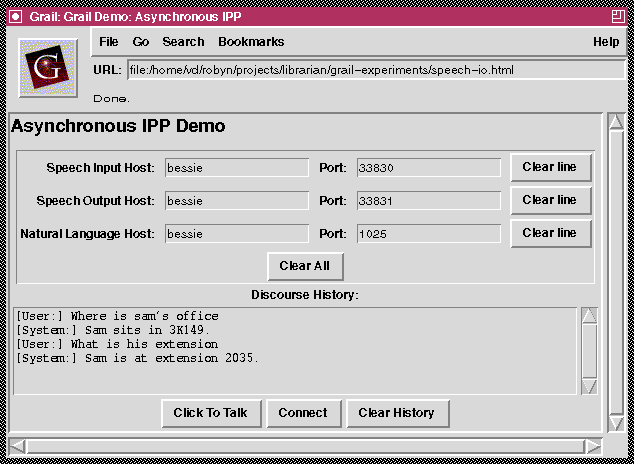 Grail: Grail Demo: Asynchronous IPP
File Go Search Bookmarks Help
G
URL: file:/home/vd/robyn/projects/librarian/grail-experiments/speech-io.html
Done.
Asynchronous IPP Demo
Speech Input Host: bessie Port: 33830 Clear line
Speech Output Host: bessie Port: 33831 Clear line
Natural Language Host: bessie Port: 1025 Clear line
Clear All
Discourse History:
[User:] Where is sam's office
[System:] Sam sits in 3K149.
[User:] What is his extension
[System:] Sam is at extension 2035.
Click To Talk Connect Clear History